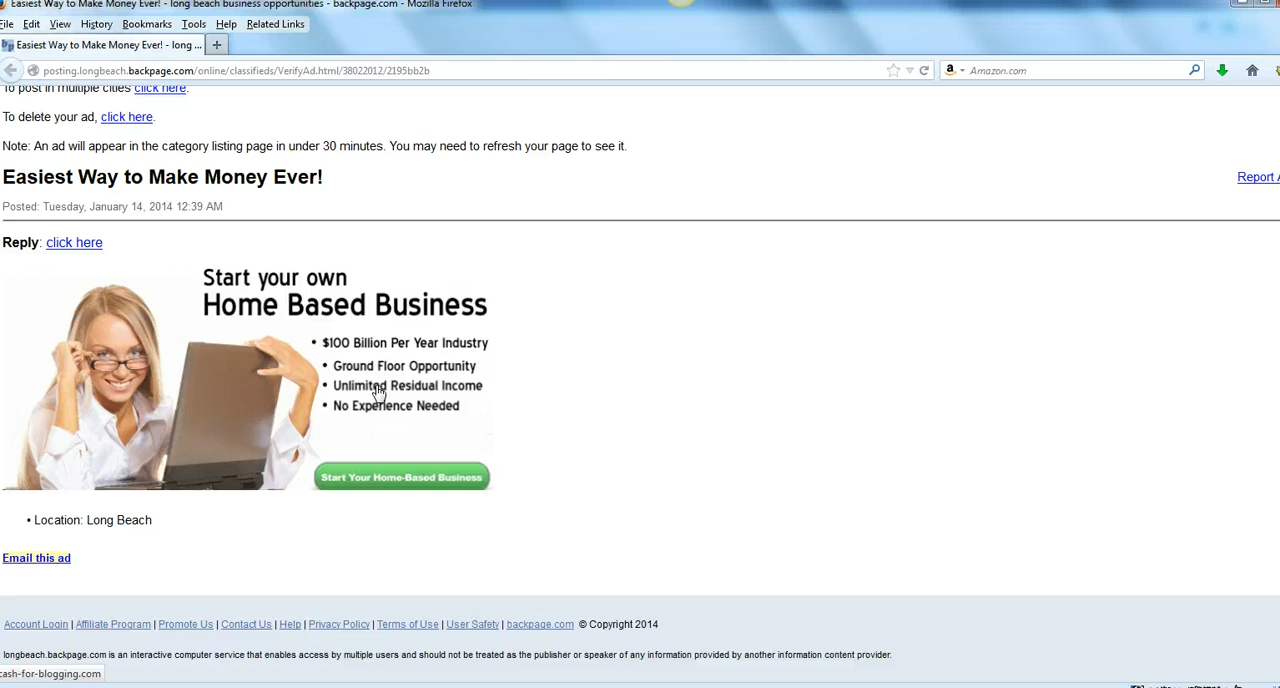 Easiest Way to Make Money Ever! - long beach business opportunities - backpage.com - Mozilla Firefox
File Edit View History Bookmarks Tools Help Related Links
Easiest Way to Make Money Ever! - long ...
posting.longbeach.backpage.com/online/classifieds/VerifyAd.html/38022012/2195bb2b
Amazon.com
To post in multiple cities click here.
To delete your ad, click here.
Note: An ad will appear in the category listing page in under 30 minutes. You may need to refresh your page to see it.
Easiest Way to Make Money Ever!
Report
Posted: Tuesday, January 14, 2014 12:39 AM
Reply: click here
Start your own
Home Based Business
• $100 Billion Per Year Industry
• Ground Floor Opportunity
• Unlimited Residual Income
• No Experience Needed
Start Your Home-Based Business
• Location: Long Beach
Email this ad
Account Login | Affiliate Program | Promote Us | Contact Us | Help | Privacy Policy | Terms of Use | User Safety | backpage.com © Copyright 2014
longbeach.backpage.com is an interactive computer service that enables access by multiple users and should not be treated as the publisher or speaker of any information provided by another information content provider.
cash-for-blogging.com